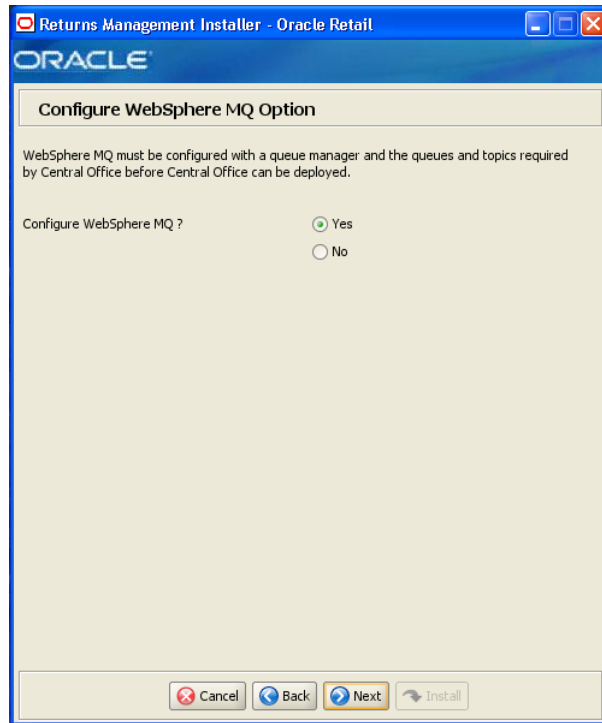 Returns Management Installer - Oracle Retail
ORACLE
Configure WebSphere MQ Option
WebSphere MQ must be configured with a queue manager and the queues and topics required
by Central Office before Central Office can be deployed.
Configure WebSphere MQ ?
Yes
No
Cancel Back Next Install